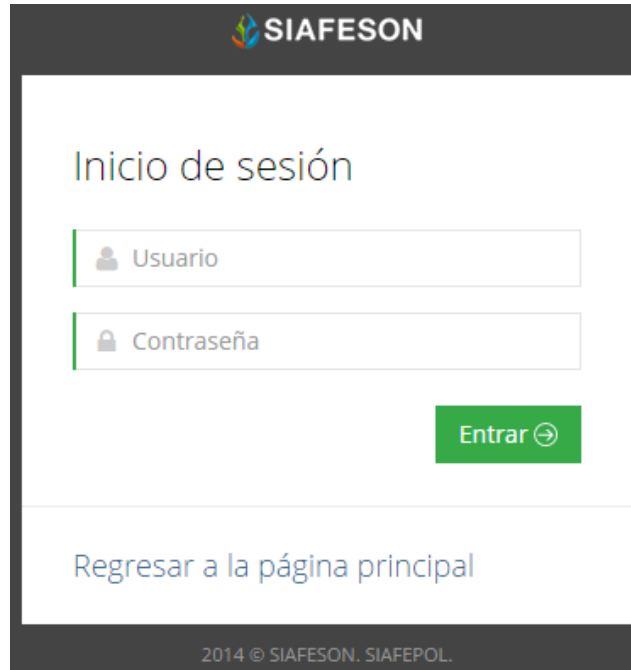 SIAFESON
Inicio de sesión
Usuario
Contraseña
Entrar
Regresar a la página principal
2014 © SIAFESON. SIAFEPOL.